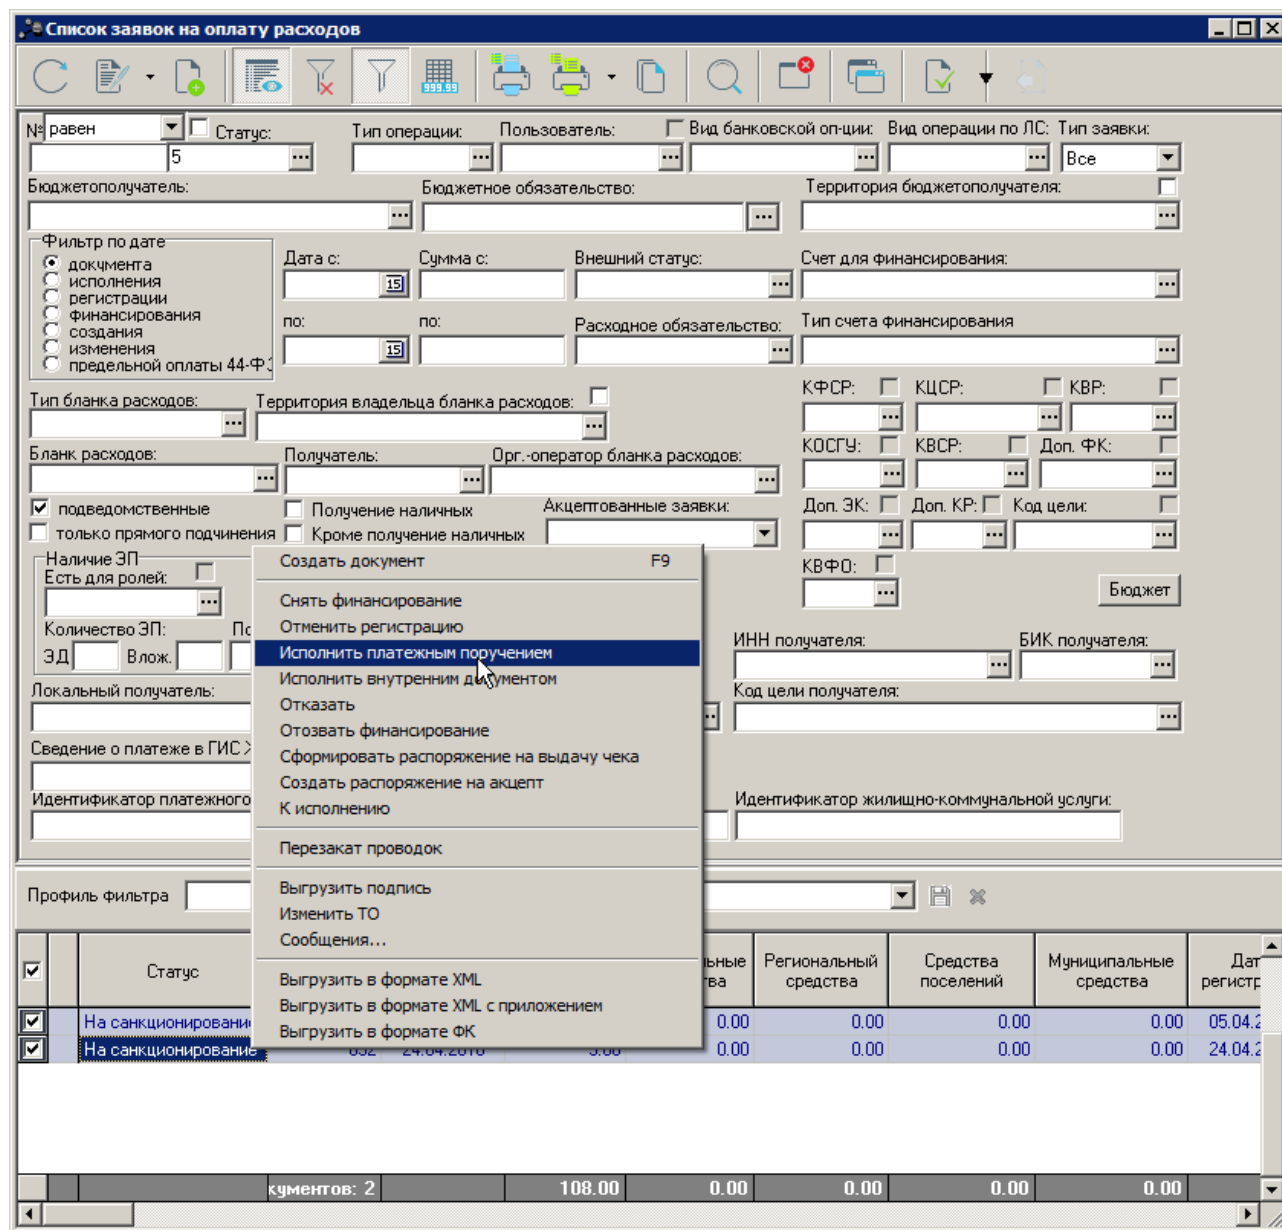 Список заявок на оплату расходов
999.99
№ равен Статус: Тип операции: Пользователь: Вид банковской оп-ции: Вид операции по ЛС: Тип заявки:
5 ... ... ... ... ... Все
Бюджетополучатель: Бюджетное обязательство: Территория бюджетополучателя:
Фильтр по дате
документа
исполнения
регистрации
финансирования
создания
изменения
предельной оплаты 44-ФЗ
Дата с: Сумма с: Внешний статус: Счет для финансирования:
15
по: по: Расходное обязательство: Тип счета финансирования
15
КФСР: КЦСР: КВР:
Тип бланка расходов: Территория владельца бланка расходов:
КОСГУ: КВСР: Доп. ФК:
Бланк расходов: Получатель: Орг.-оператор бланка расходов:
подведомственные Получение наличных Акцептованные заявки: Доп. ЭК: Доп. КР: Код цели:
только прямого подчинения Кроме получение наличных
Наличие ЭП
Есть для ролей:
КВФО:
Бюджет
Количество ЭП: По
ЭД Влож.
ИНН получателя: БИК получателя:
Локальный получатель: Код цели получателя:
Сведение о платеже в ГИС Ж
Идентификатор платежного Идентификатор жилищно-коммунальной услуги:
Создать документ F9
Снять финансирование
Отменить регистрацию
Исполнить платежным поручением
Исполнить внутренним документом
Отказать
Отозвать финансирование
Сформировать распоряжение на выдачу чека
Создать распоряжение на акцепт
К исполнению
Перезакат проводок
Выгрузить подпись
Изменить ТО
Сообщения...
Выгрузить в формате XML
Выгрузить в формате XML с приложением
Выгрузить в формате ФК
Профиль фильтра
Статус ьные ва Региональный средства Средства поселений Муниципальные средства Дат регистр
На санкционировани 0.00 0.00 0.00 0.00 05.04.2
На санкционирование 0.00 0.00 0.00 24.04.2
кументов: 2 108.00 0.00 0.00 0.00 0.00